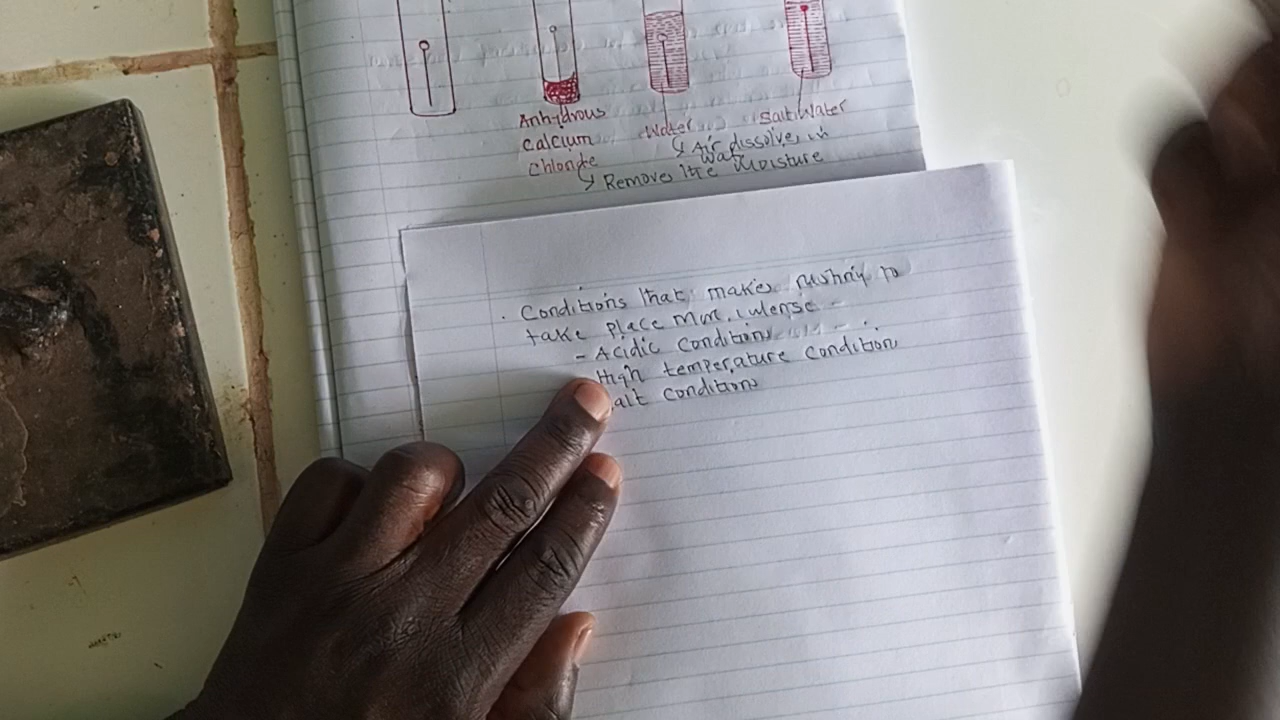 Anhydrous
Calcium
Chloride
Water
Salt Water
↳ Air dissolves in
Water
↳ Removes the Moisture
. Conditions that makes rusting to
take place more intense
- Acidic Conditions
High temperature Condition
alt Conditions